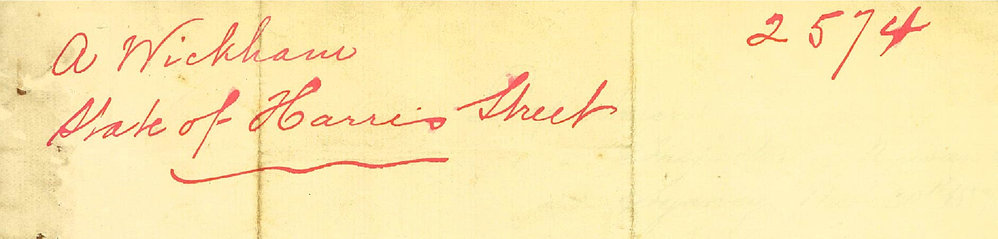 A Wickham 2574
State of Harris Street